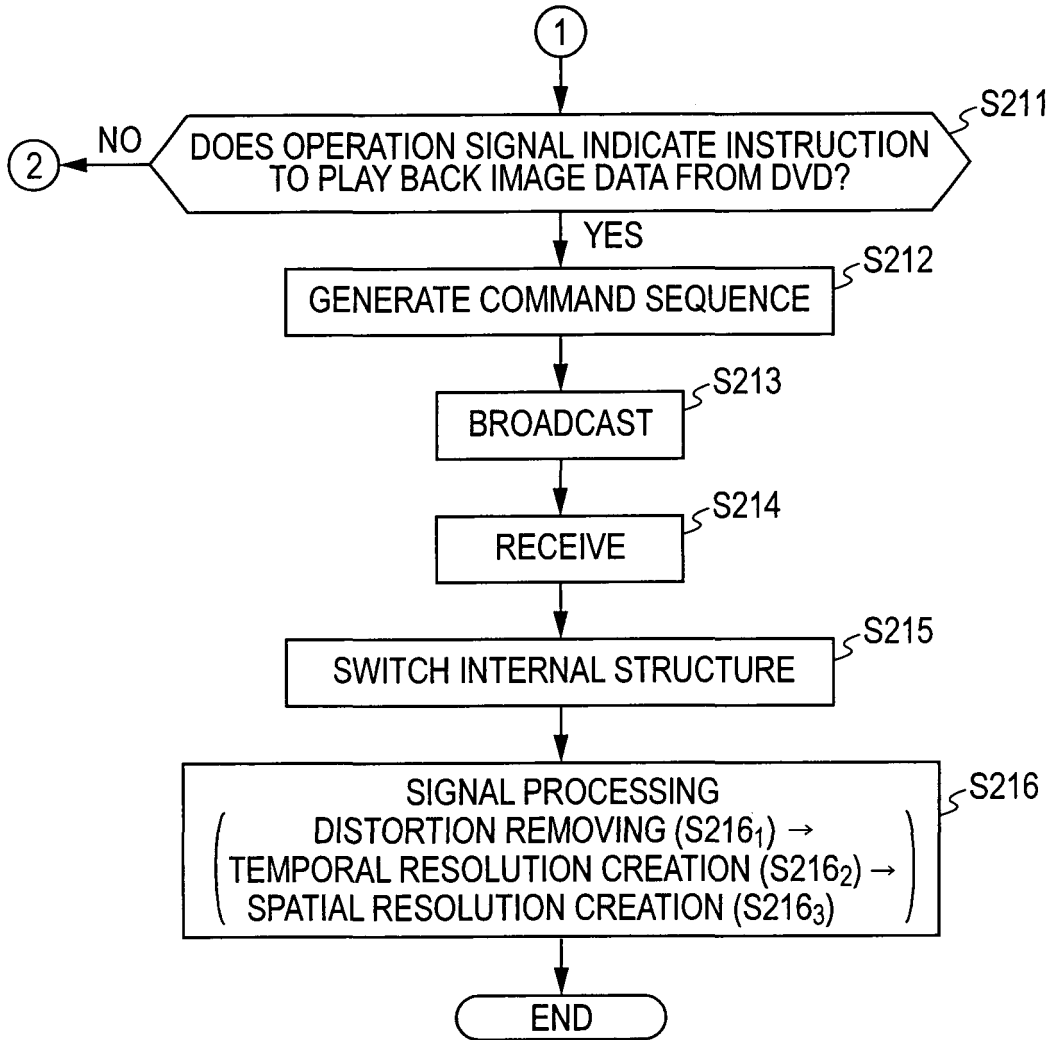 1
S211
NO
2
DOES OPERATION SIGNAL INDICATE INSTRUCTION
TO PLAY BACK IMAGE DATA FROM DVD?
YES
S212
GENERATE COMMAND SEQUENCE
S213
BROADCAST
S214
RECEIVE
S215
SWITCH INTERNAL STRUCTURE
S216
SIGNAL PROCESSING
DISTORTION REMOVING (S216₁) →
TEMPORAL RESOLUTION CREATION (S216₂) →
SPATIAL RESOLUTION CREATION (S216₃)
END